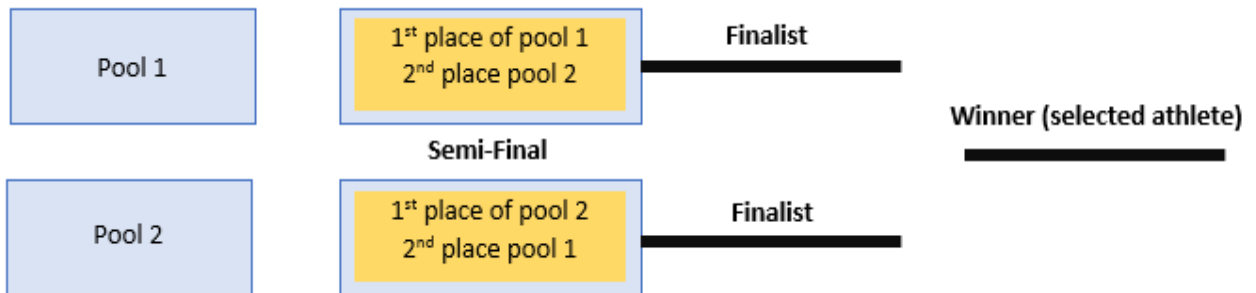 Pool 1
1st place of pool 1
2nd place pool 2
Finalist
Winner (selected athlete)
Semi-Final
Pool 2
1st place of pool 2
2nd place pool 1
Finalist